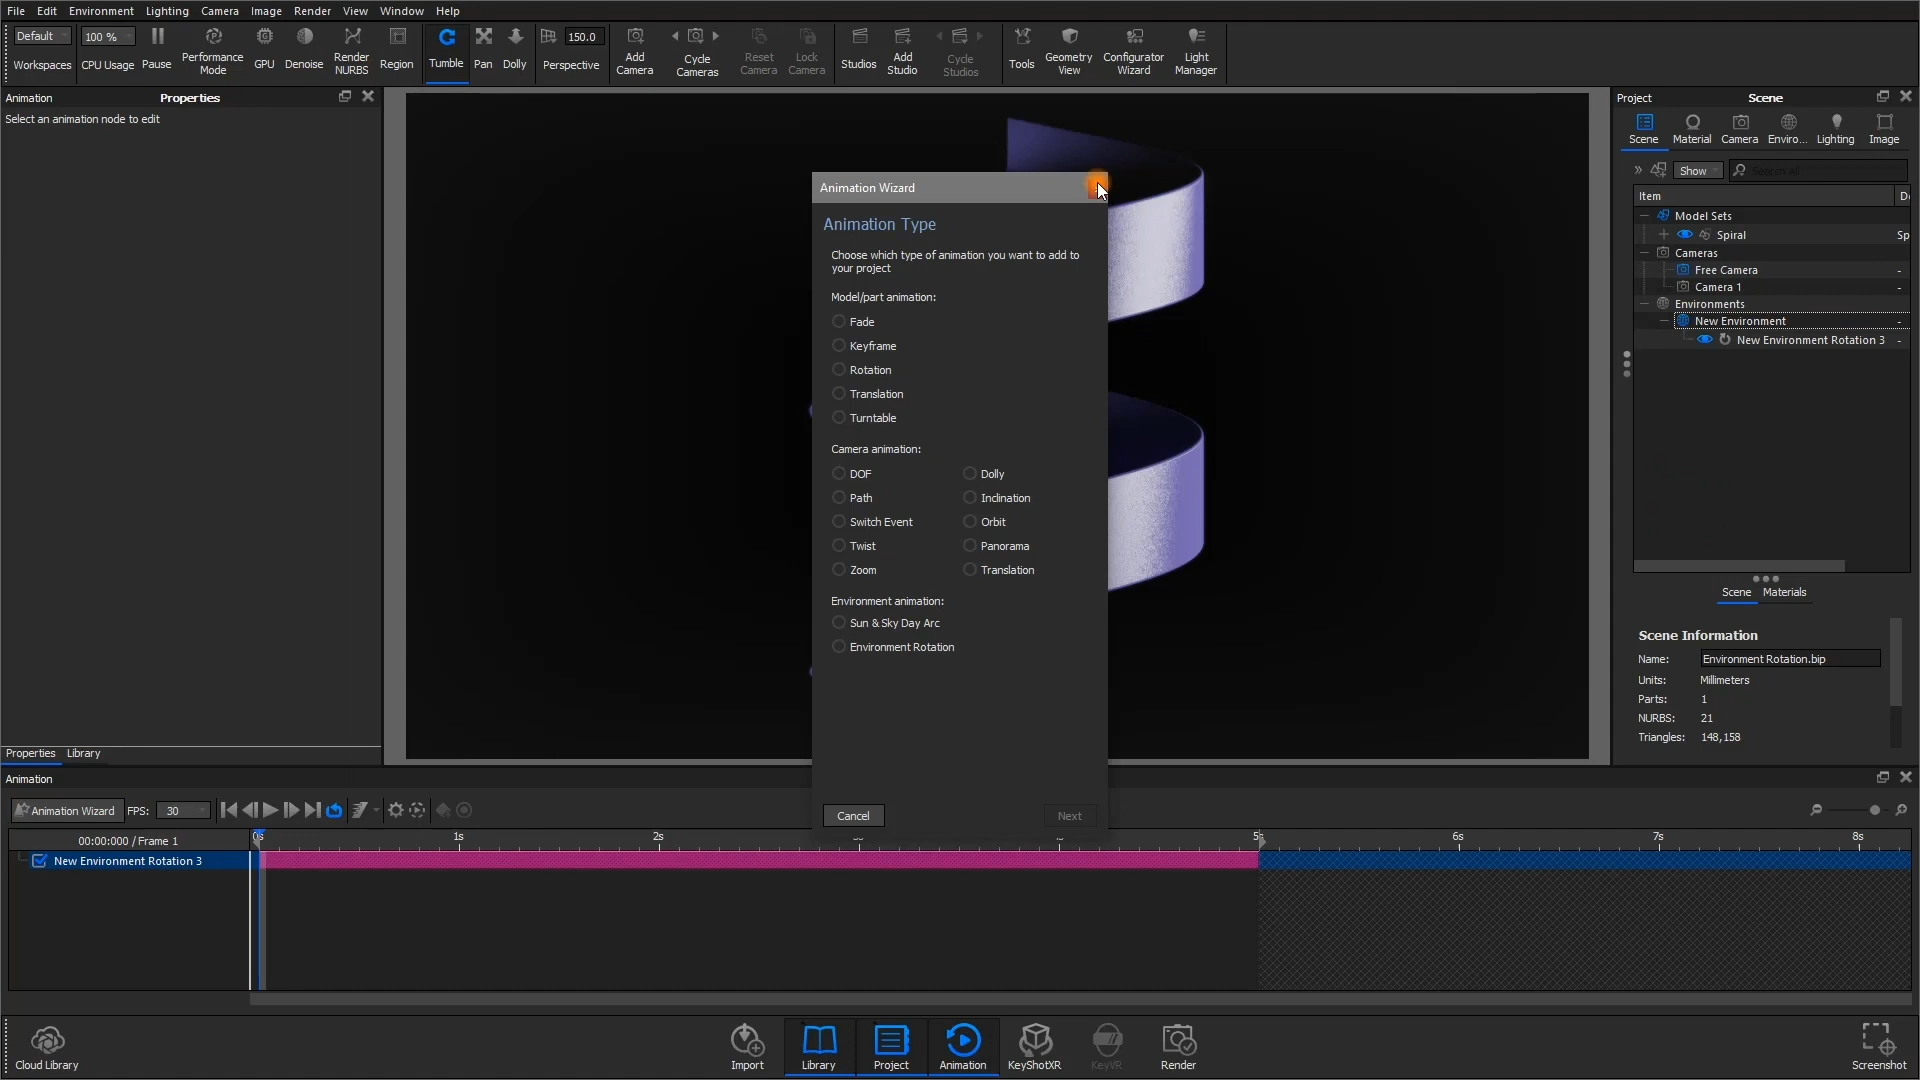 File Edit Environment Lighting Camera Image Render View Window Help
Default 100 % 150.0
Workspaces CPU Usage Pause Performance Mode GPU Denoise Render NURBS Region Tumble Pan Dolly Perspective Add Camera Cycle Cameras Reset Camera Lock Camera Studios Add Studio Cycle Studios Tools Geometry View Configurator Wizard Light Manager
Animation Properties
Select an animation node to edit
Properties Library
Animation Wizard
Animation Type
Choose which type of animation you want to add to
your project
Model/part animation:
Fade
Keyframe
Rotation
Translation
Turntable
Camera animation:
DOF Dolly
Path Inclination
Switch Event Orbit
Twist Panorama
Zoom Translation
Environment animation:
Sun & Sky Day Arc
Environment Rotation
Cancel Next
Project Scene
Scene Material Camera Enviro... Lighting Image
Show Search All
Item
Model Sets
Spiral Sp
Cameras
Free Camera -
Camera 1 -
Environments
New Environment -
New Environment Rotation 3 -
Scene Materials
Scene Information
Name: Environment Rotation.bip
Units: Millimeters
Parts: 1
NURBS: 21
Triangles: 148,158
Animation
Animation Wizard FPS: 30
00:00:000 / Frame 1 0s 1s 2s 5s 6s 7s 8s
New Environment Rotation 3
Cloud Library Import Library Project Animation KeyShotXR KeyVR Render Screenshot